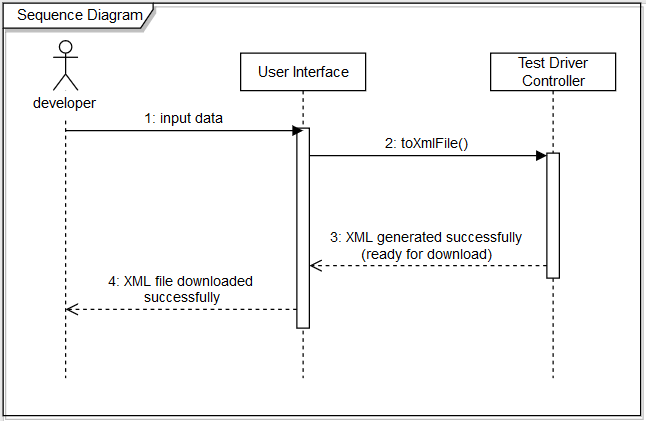 Sequence Diagram
developer
User Interface
Test Driver
Controller
1: input data
2: toXmlFile()
3: XML generated successfully
(ready for download)
4: XML file downloaded
successfully